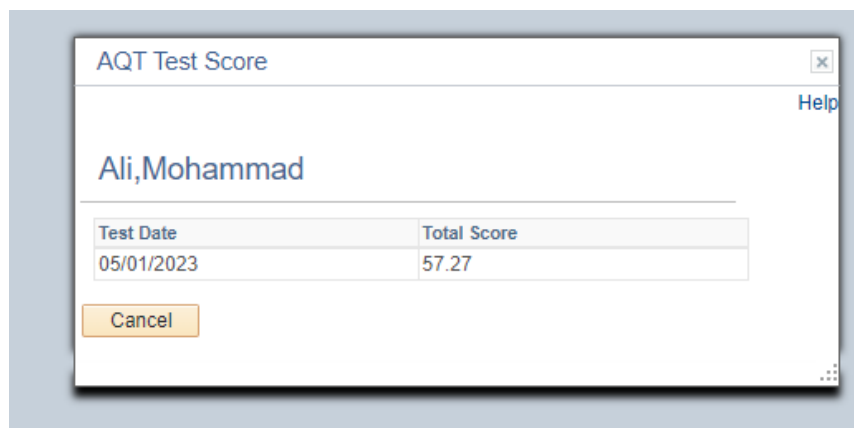 AQT Test Score
Help
Ali,Mohammad
Test Date Total Score
05/01/2023 57.27
Cancel